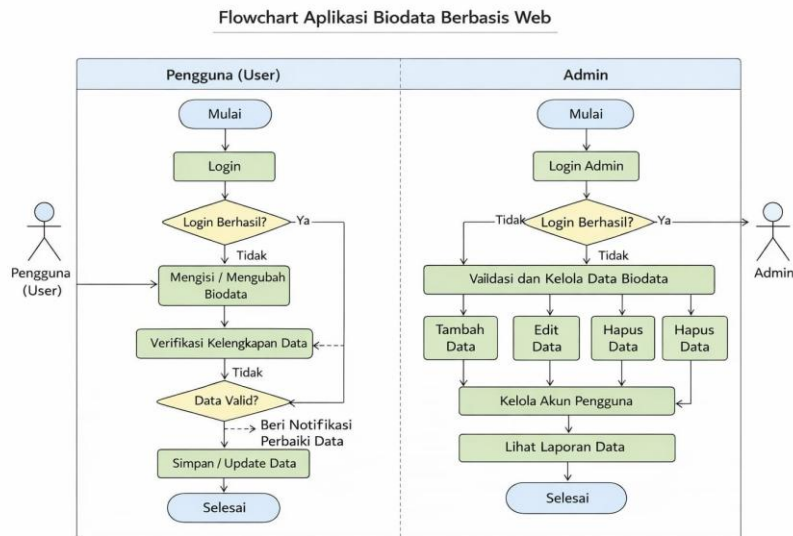 Flowchart Aplikasi Biodata Berbasis Web
Pengguna (User)
Admin
Mulai
Login
Login Berhasil?
Ya
Tidak
Mengisi / Mengubah
Biodata
Verifikasi Kelengkapan Data
Tidak
Data Valid?
Beri Notifikasi
Perbaiki Data
Simpan / Update Data
Selesai
Pengguna
(User)
Mulai
Login Admin
Tidak
Login Berhasil?
Ya
Tidak
Vaildasi dan Kelola Data Biodata
Tambah
Data
Edit
Data
Hapus
Data
Hapus
Data
Kelola Akun Pengguna
Lihat Laporan Data
Selesai
Admin